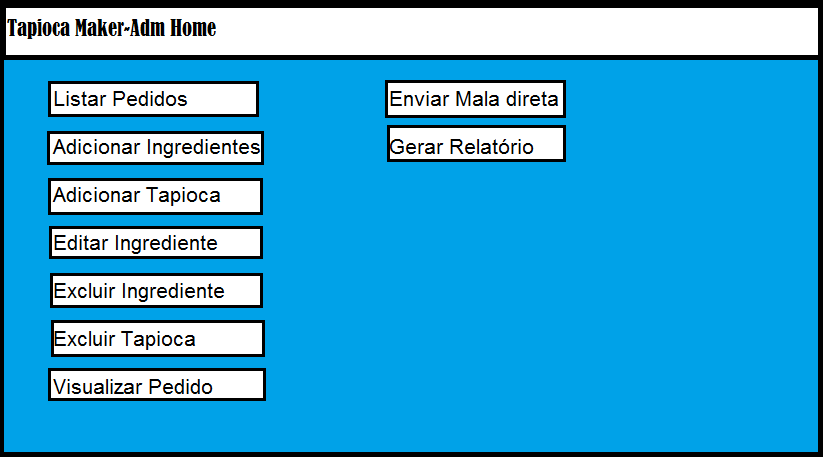 Tapioca Maker-Adm Home
Listar Pedidos
Adicionar Ingredientes
Adicionar Tapioca
Editar Ingrediente
Excluir Ingrediente
Excluir Tapioca
Visualizar Pedido
Enviar Mala direta
Gerar Relatório